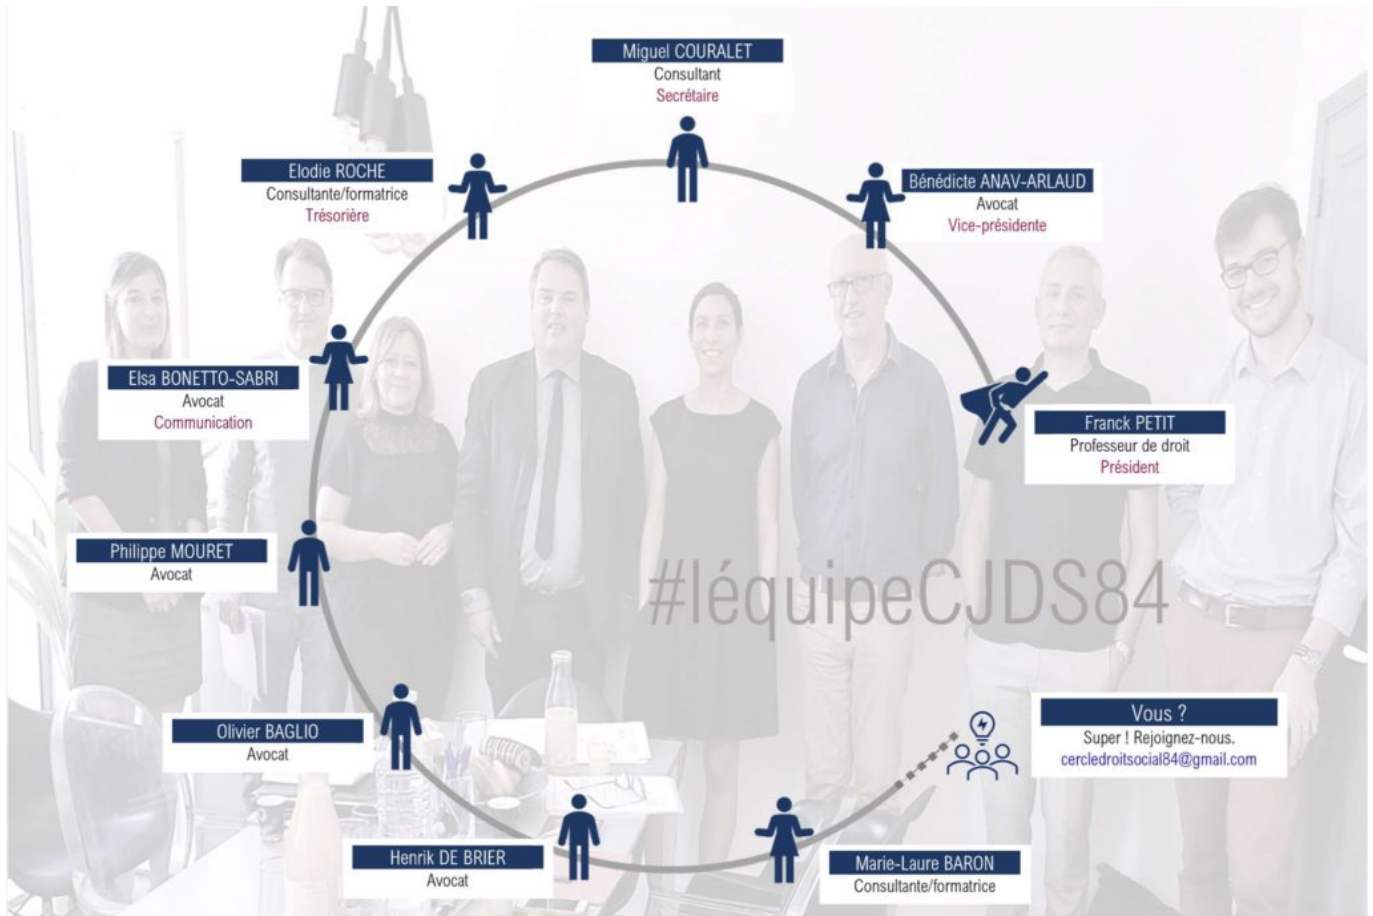 Miguel COURALET
Consultant
Secrétaire
Elodie ROCHE
Consultante/formatrice
Trésorière
Bénédicte ANAV-ARLAUD
Avocat
Vice-présidente
Elsa BONETTO-SABRI
Avocat
Communication
Franck PETIT
Professeur de droit
Président
Philippe MOURET
Avocat
#léquipeCJDS84
Olivier BAGLIO
Avocat
Vous ?
Super ! Rejoignez-nous.
cercledroitsocial84@gmail.com
Henrik DE BRIER
Avocat
Marie-Laure BARON
Consultante/formatrice